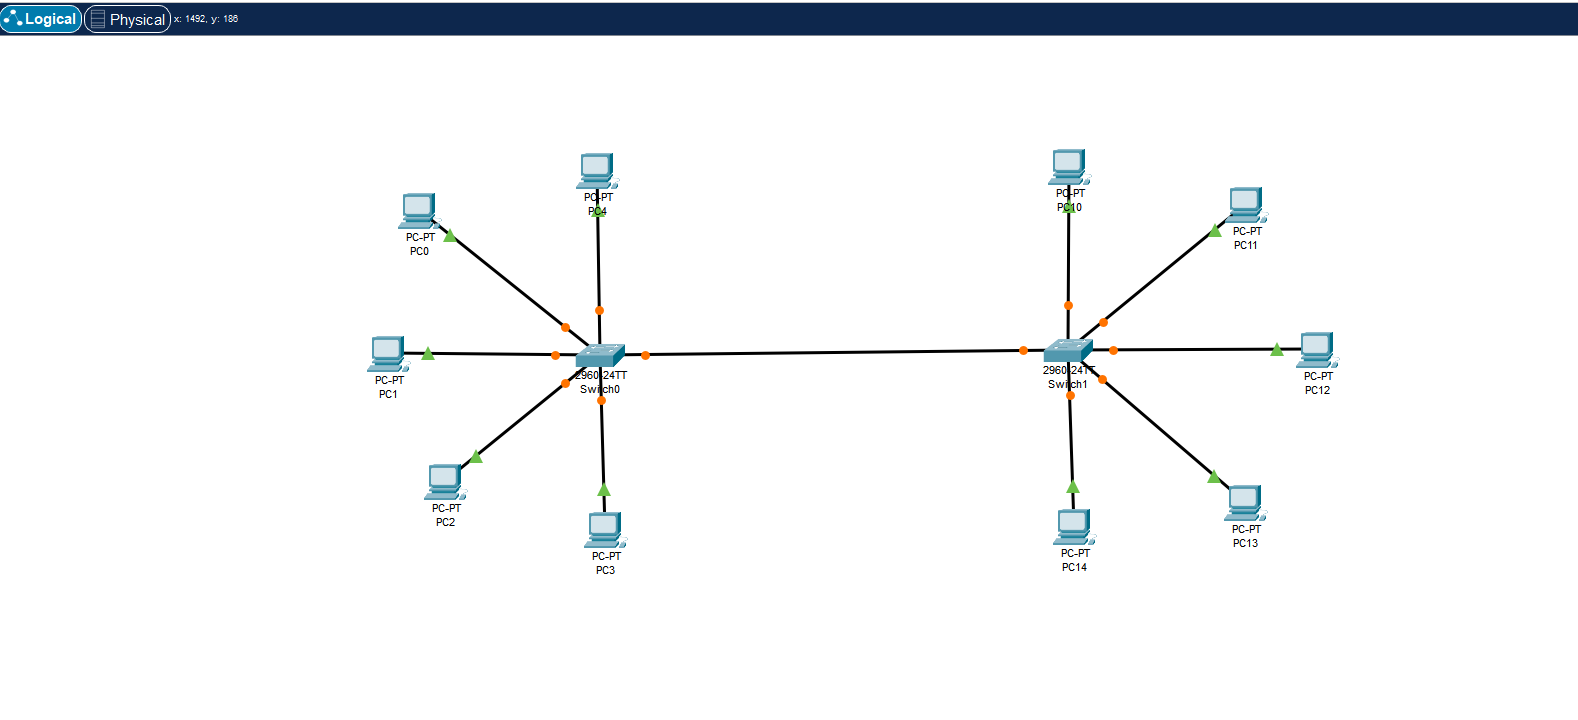 Logical
Physical
x: 1492, y: 186
PC-PT
PC4
PC-PT
PC10
PC-PT
PC0
PC-PT
PC11
PC-PT
PC1
2960-24TT
Switch0
2960-24TT
Switch1
PC-PT
PC12
PC-PT
PC2
PC-PT
PC3
PC-PT
PC14
PC-PT
PC13